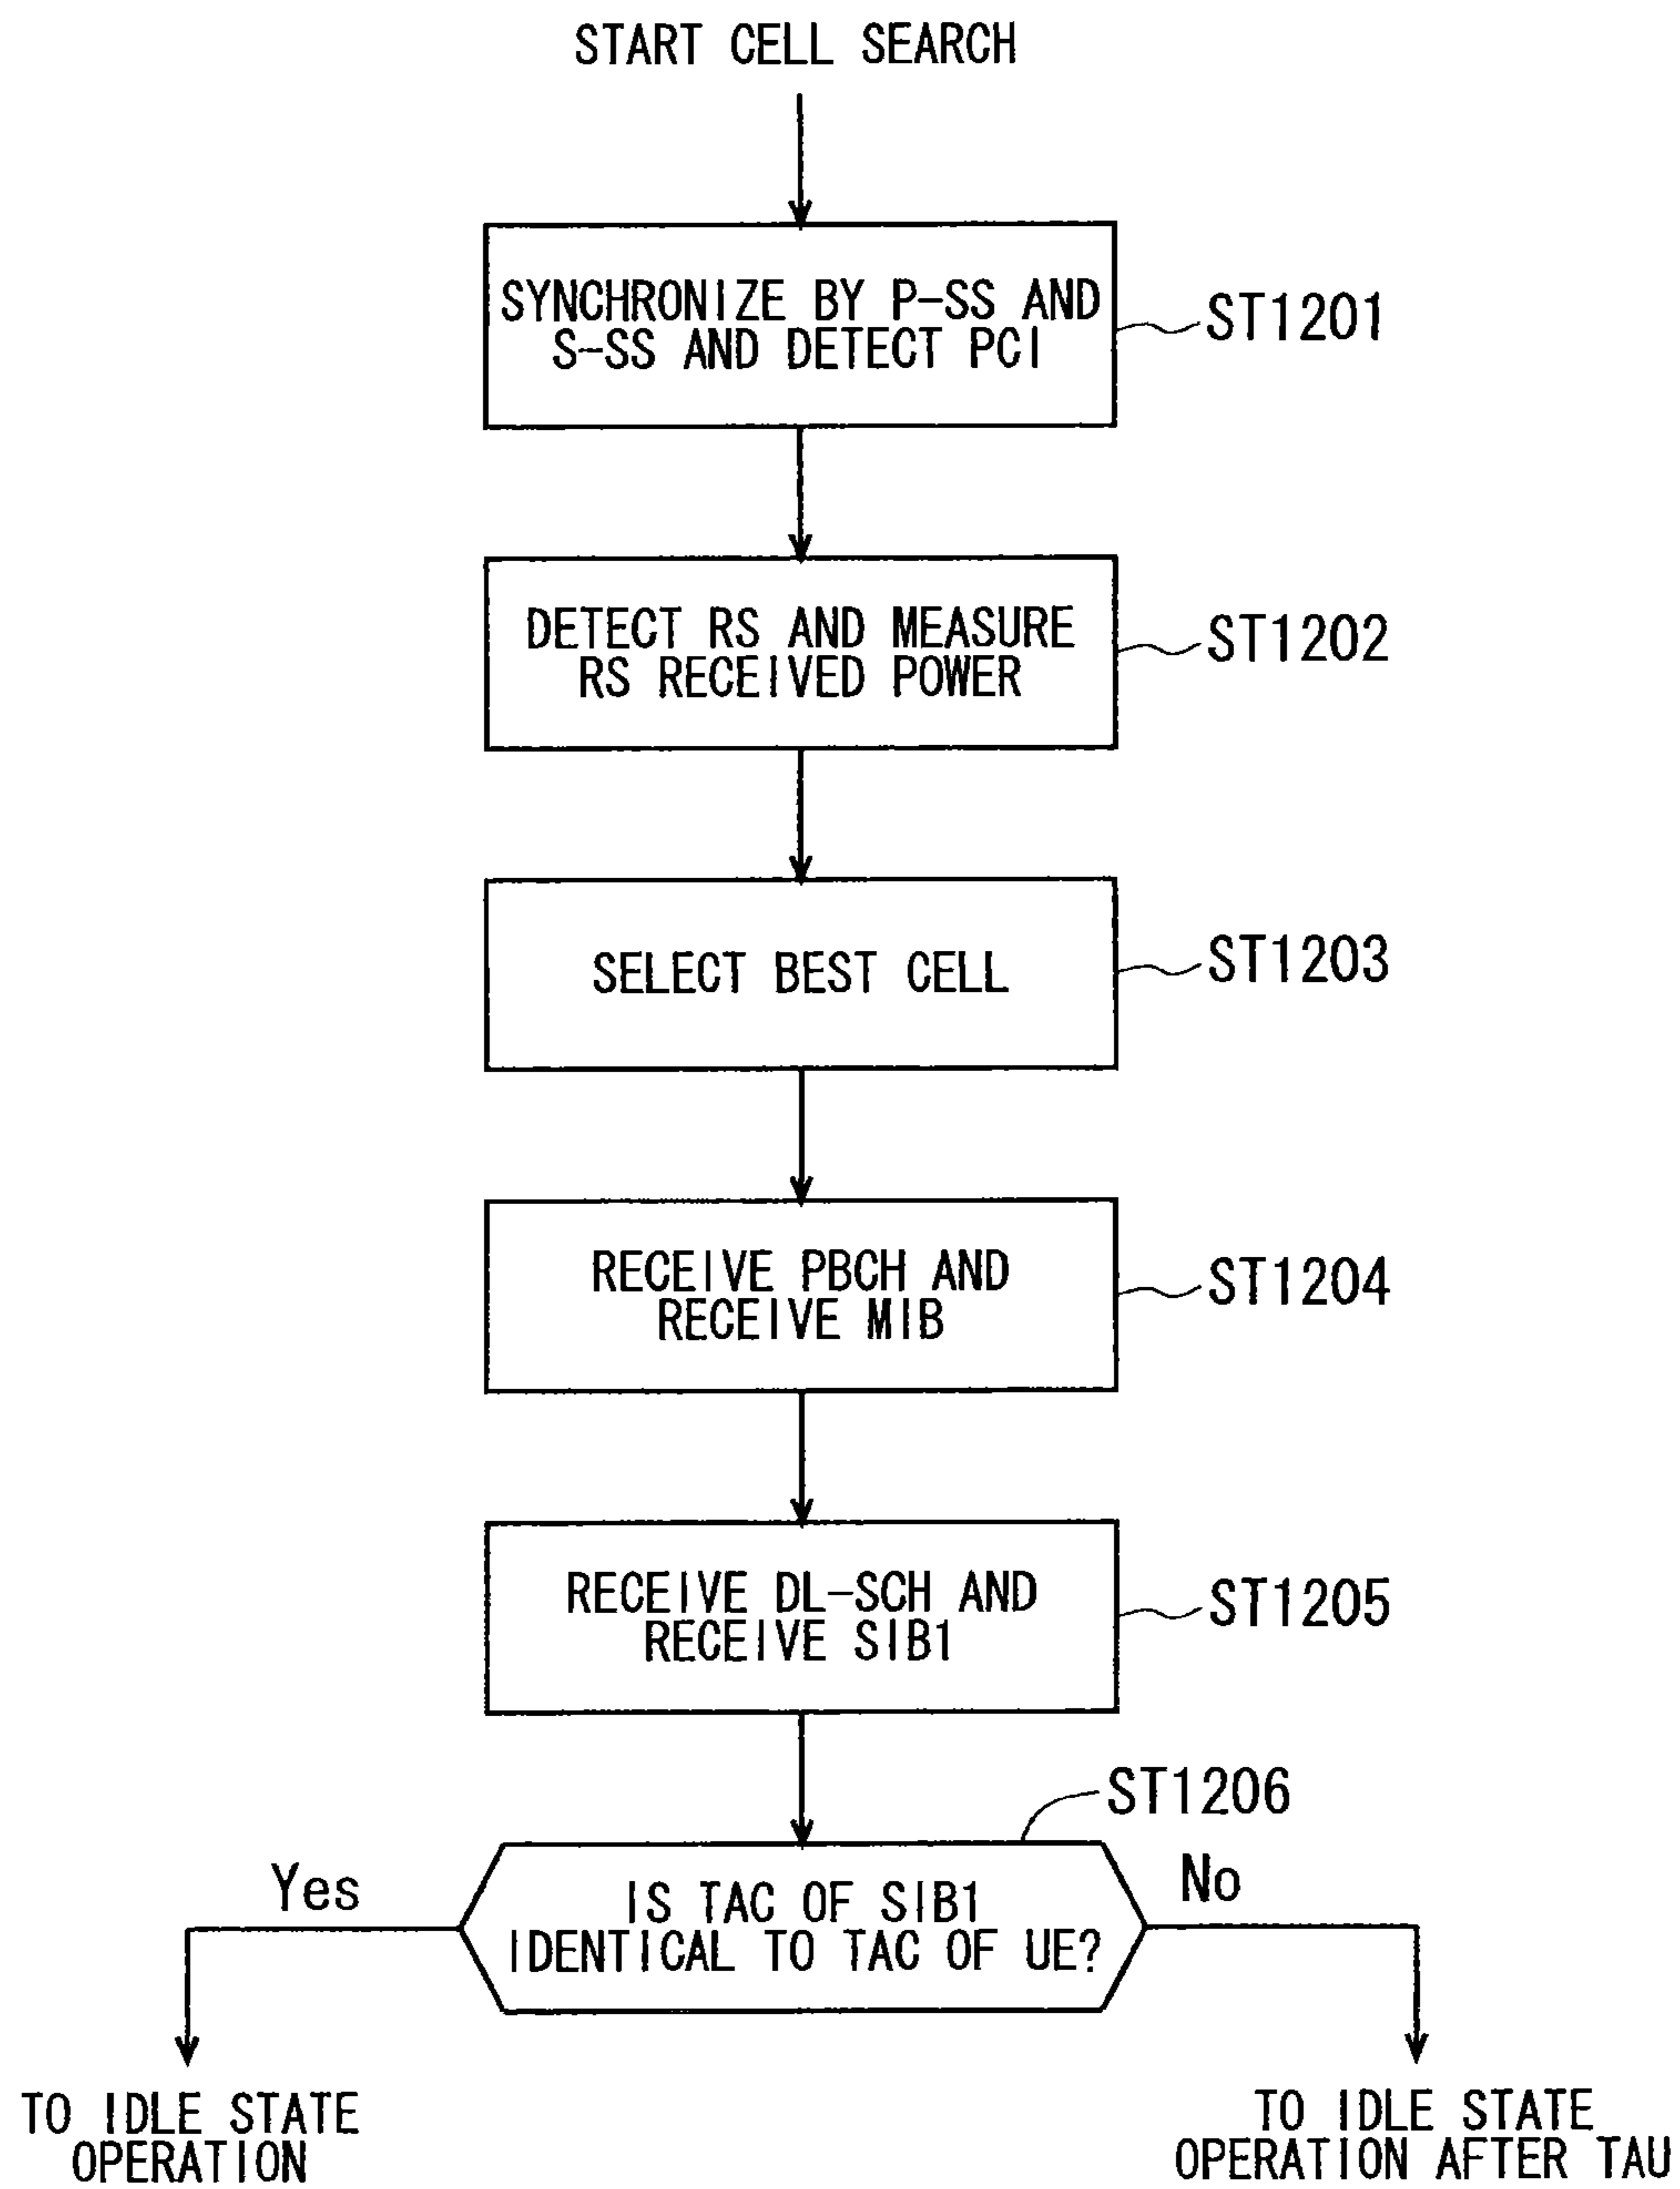 START CELL SEARCH
SYNCHRONIZE BY P-SS AND
S-SS AND DETECT PCI
ST1201
DETECT RS AND MEASURE
RS RECEIVED POWER
ST1202
SELECT BEST CELL
ST1203
RECEIVE PBCH AND
RECEIVE MIB
ST1204
RECEIVE DL-SCH AND
RECEIVE SIB1
ST1205
ST1206
Yes
IS TAC OF SIB1
IDENTICAL TO TAC OF UE?
No
TO IDLE STATE
OPERATION
TO IDLE STATE
OPERATION AFTER TAU